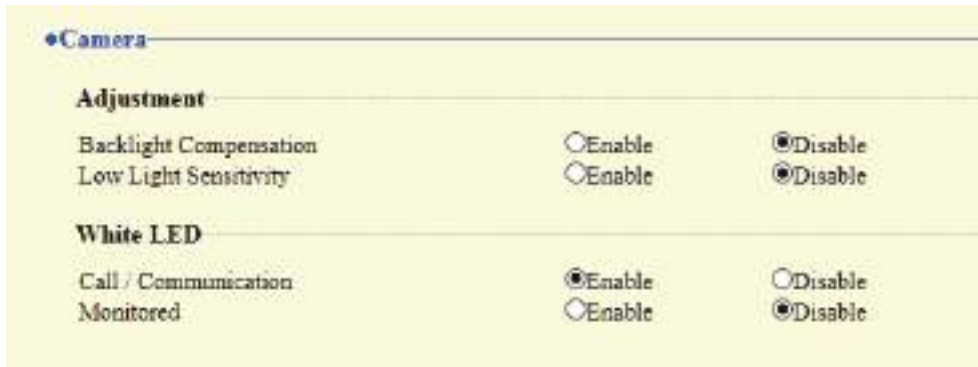 Camera
Adjustment
Backlight Compensation Enable Disable
Low Light Sensitivity Enable Disable
White LED
Call / Communication Enable Disable
Monitored Enable Disable